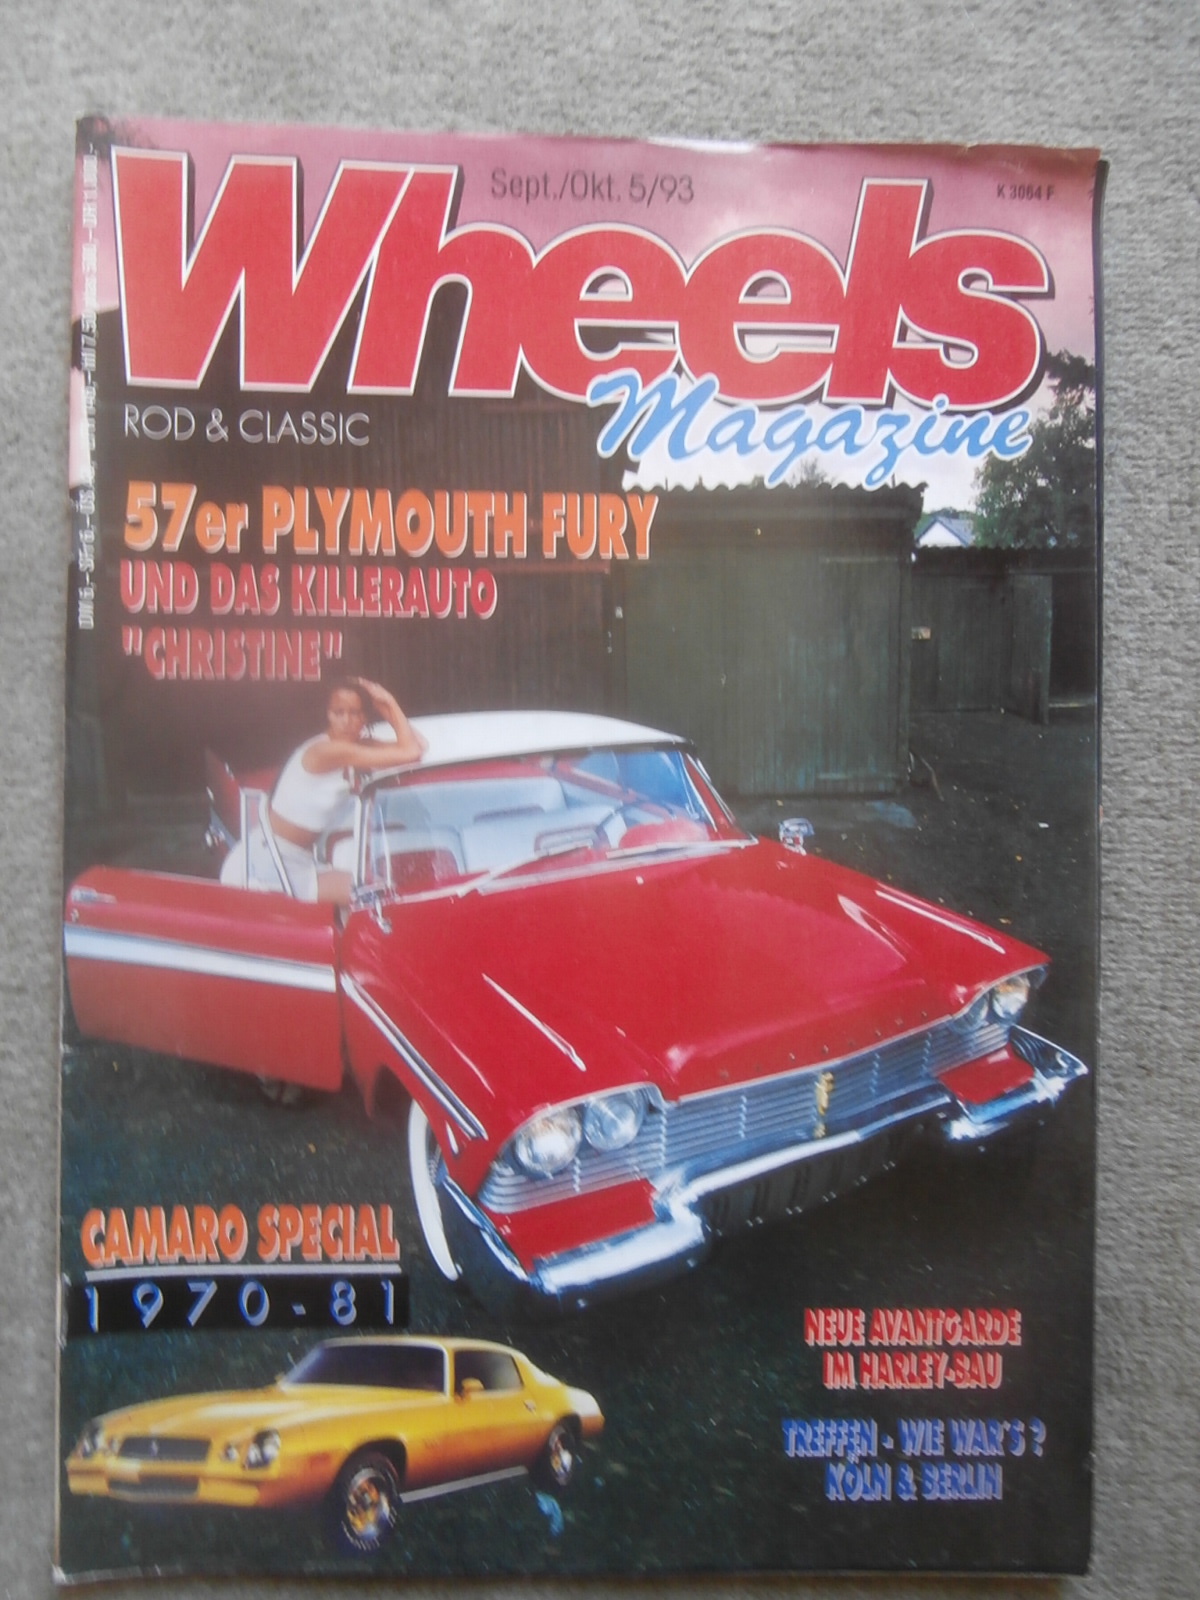 Sept./Okt. 5/93
K 3064 F
Wheels
Magazine
ROD & CLASSIC
57er PLYMOUTH FURY
UND DAS KILLERAUTO
"CHRISTINE"
CAMARO SPECIAL
1970-81
NEUE AVANTGARDE
IM HARLEY-BAU
TREFFEN - WIE WAR'S ?
KÖLN & BERLIN